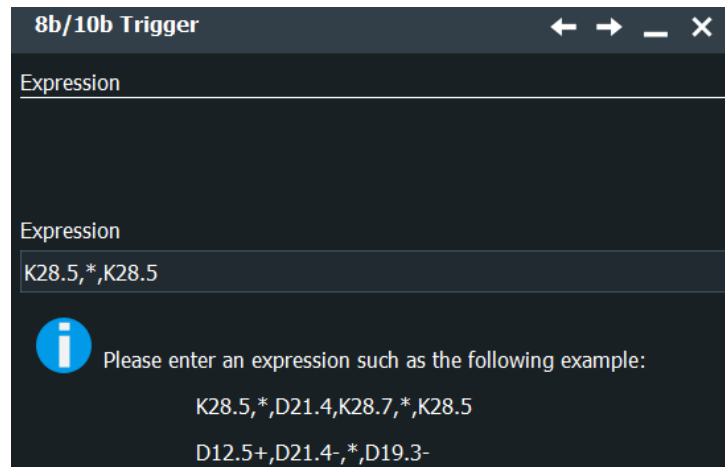 8b/10b Trigger
Expression
Expression
K28.5,*,K28.5
Please enter an expression such as the following example:
K28.5,*,D21.4,K28.7,*,K28.5
D12.5+,D21.4-,*,D19.3-